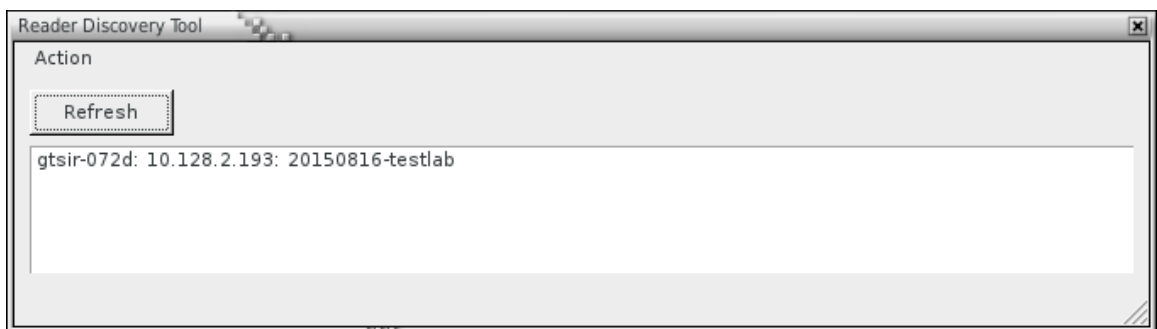 Reader Discovery Tool
Action
Refresh
gtsir-072d: 10.128.2.193: 20150816-testlab